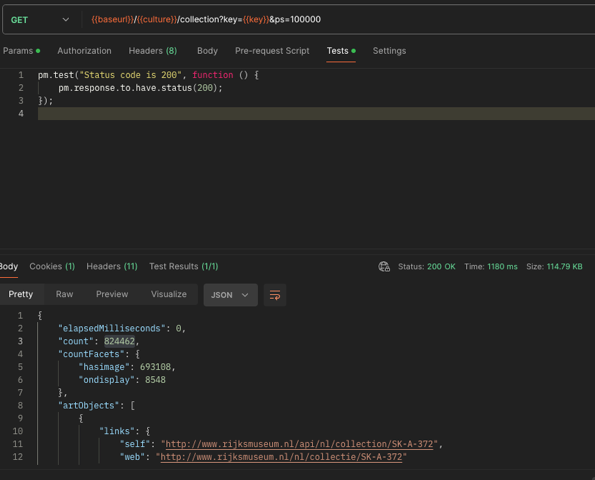 GET {{baseurl}}/{{culture}}/collection?key={{key}}&ps=100000
Params Authorization Headers (8) Body Pre-request Script Tests Settings
1 pm.test("Status code is 200", function () {
2 pm.response.to.have.status(200);
3 });
4
Body Cookies (1) Headers (11) Test Results (1/1) Status: 200 OK Time: 1180 ms Size: 114.79 KB
Pretty Raw Preview Visualize JSON
1 {
2 "elapsedMilliseconds": 0,
3 "count": 824462,
4 "countFacets": {
5 "hasimage": 693108,
6 "ondisplay": 8548
7 },
8 "artObjects": [
9 {
10 "links": {
11 "self": "http://www.rijksmuseum.nl/api/nl/collection/SK-A-372",
12 "web": "http://www.rijksmuseum.nl/nl/collectie/SK-A-372"